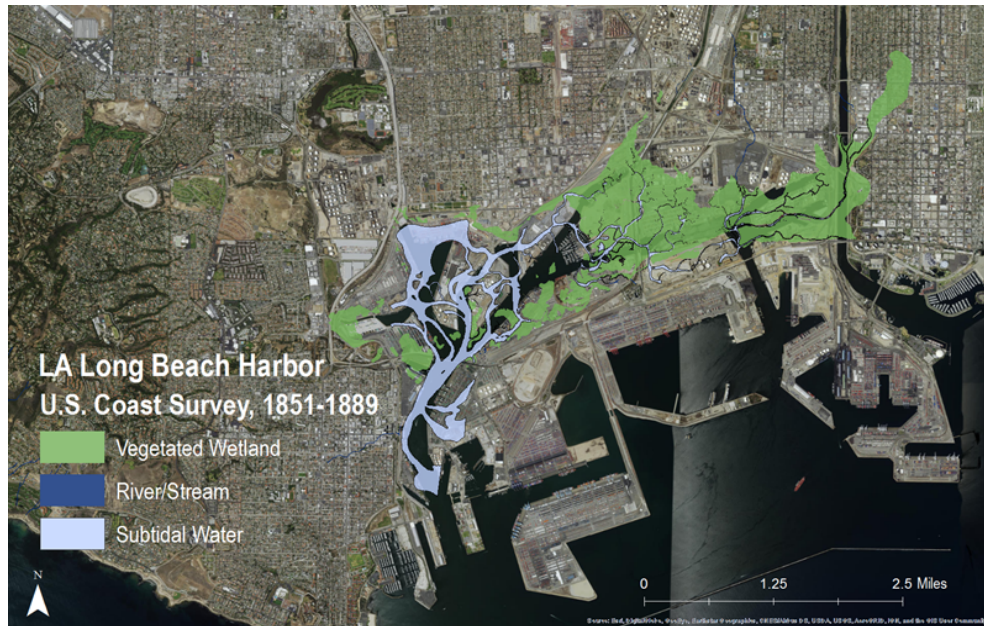 LA Long Beach Harbor
U.S. Coast Survey, 1851-1889
Vegetated Wetland
River/Stream
Subtidal Water
N
0 1.25 2.5 Miles